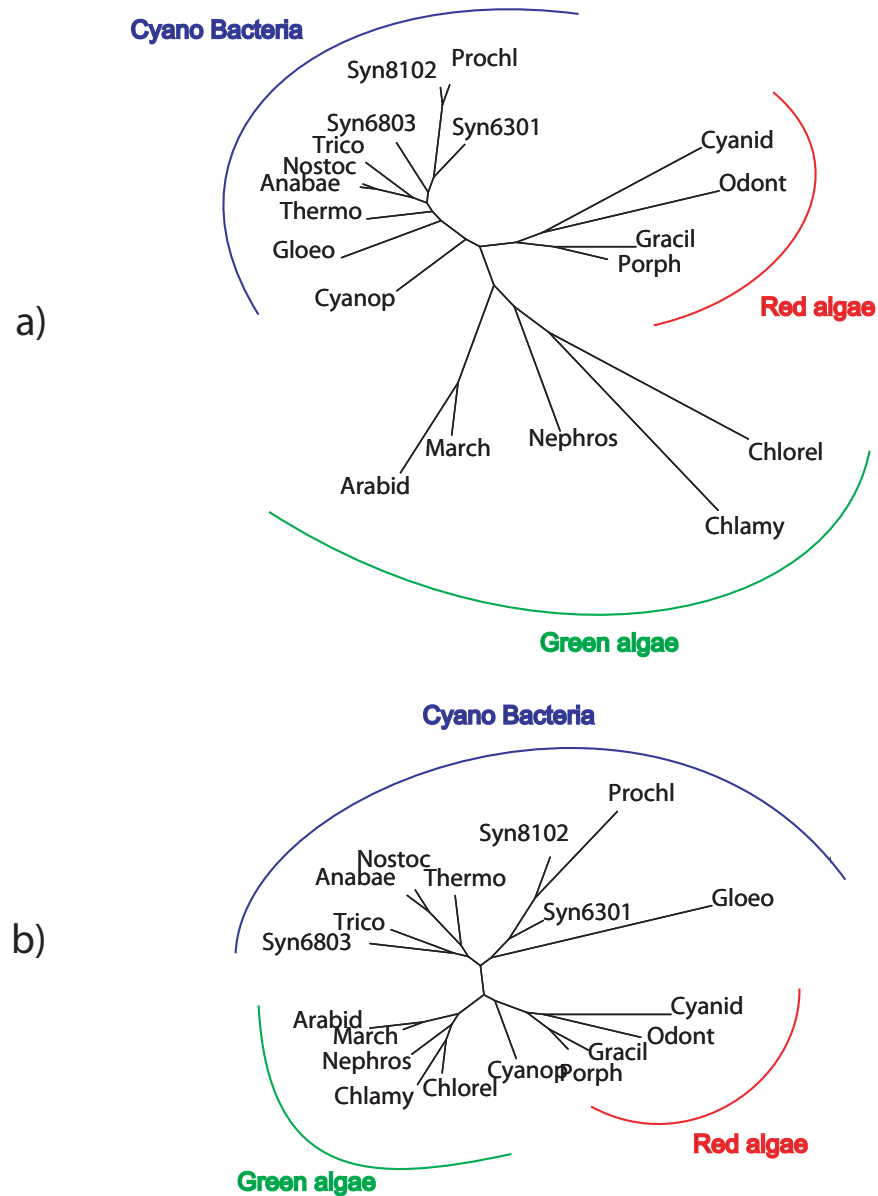 Cyano Bacteria
Prochl
Syn8102
Syn6803
Syn6301
Trico
Nostoc
Anabae
Thermo
Gloeo
Cyanop
Cyanid
Odont
Gracil
Porph
Red algae
a)
March
Nephros
Arabid
Chlorel
Chlamy
Green algae
Cyano Bacteria
Prochl
Syn8102
Nostoc
Anabae
Thermo
Gloeo
Syn6301
Trico
Syn6803
b)
Cyanid
Arabid
March
Odont
Nephros
Gracil
Cyanop
Porph
Chlorel
Chlamy
Red algae
Green algae